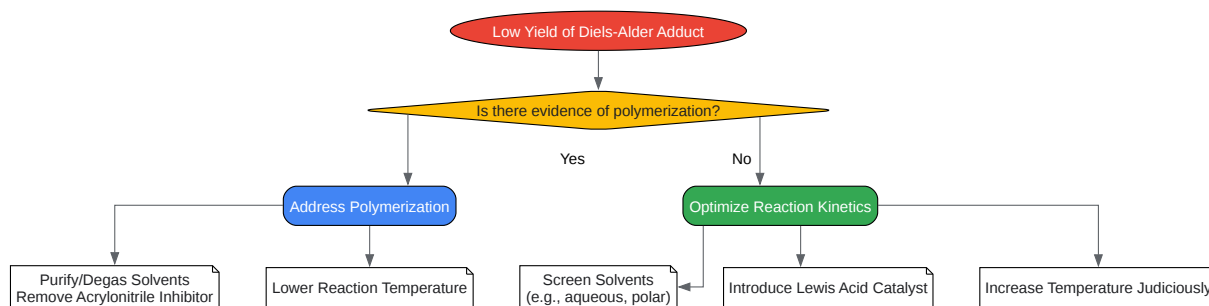 Low Yield of Diels-Alder Adduct
Is there evidence of polymerization?
Yes
No
Address Polymerization
Optimize Reaction Kinetics
Purify/Degas Solvents
Remove Acrylonitrile Inhibitor
Lower Reaction Temperature
Screen Solvents
(e.g., aqueous, polar)
Introduce Lewis Acid Catalyst
Increase Temperature Judiciously